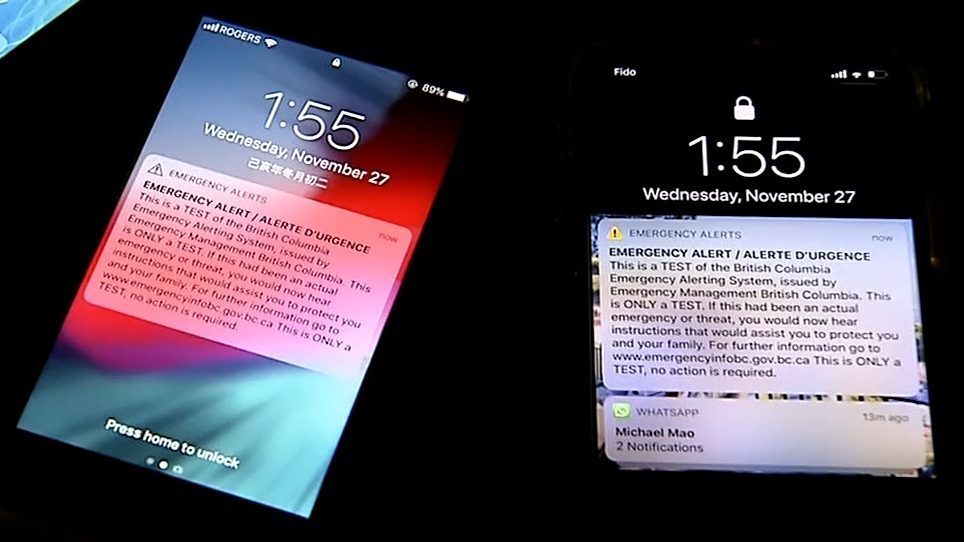 ROGERS
89%
1:55
Wednesday, November 27
己亥年冬月初二
EMERGENCY ALERTS
now
EMERGENCY ALERT / ALERTE D'URGENCE
This is a TEST of the British Columbia
Emergency Alerting System, issued by
Emergency Management British Columbia. This
is ONLY a TEST. If this had been an actual
emergency or threat, you would now hear
instructions that would assist you to protect you
and your family. For further information go to
www.emergencyinfobc.gov.bc.ca This is ONLY a
TEST, no action is required.
Press home to unlock
Fido
1:55
Wednesday, November 27
EMERGENCY ALERTS
now
EMERGENCY ALERT / ALERTE D'URGENCE
This is a TEST of the British Columbia
Emergency Alerting System, issued by
Emergency Management British Columbia. This
is ONLY a TEST. If this had been an actual
emergency or threat, you would now hear
instructions that would assist you to protect you
and your family. For further information go to
www.emergencyinfobc.gov.bc.ca This is ONLY a
TEST, no action is required.
WHATSAPP
13m ago
Michael Mao
2 Notifications